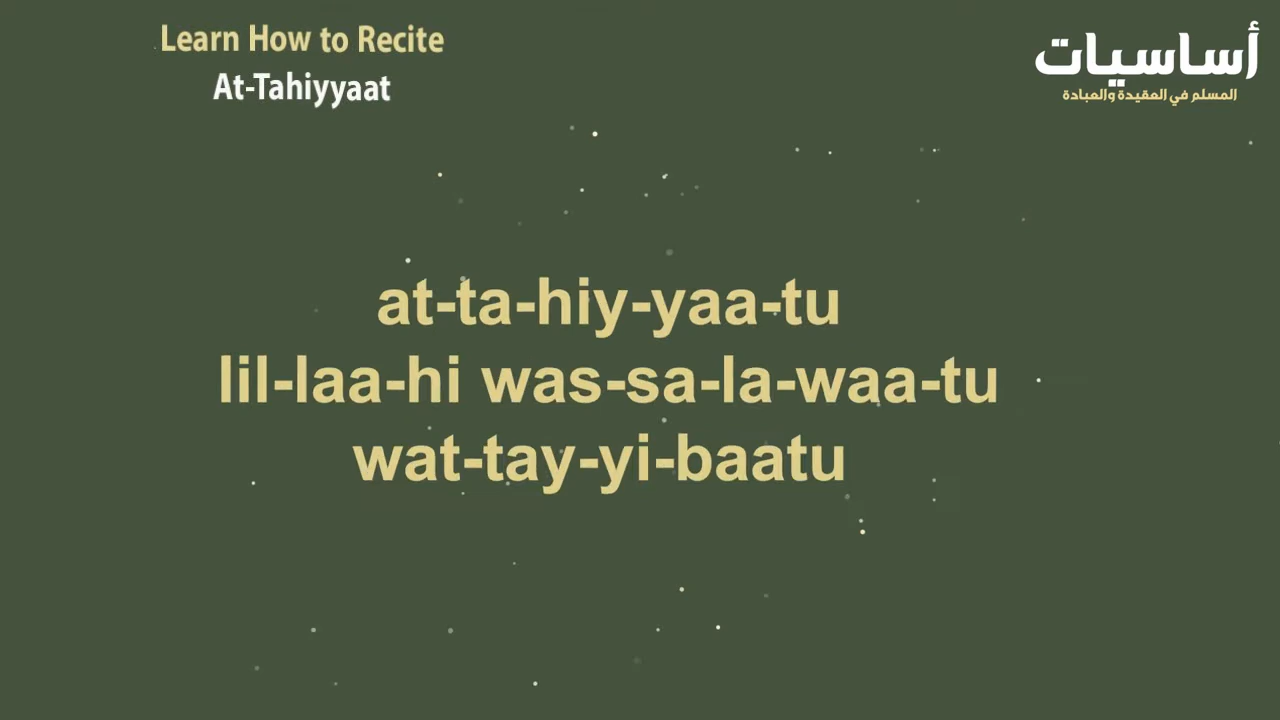 Learn How to Recite
At-Tahiyyaat
أساسيات
المسلم في العقيدة والعبادة
at-ta-hiy-yaa-tu
lil-laa-hi was-sa-la-waa-tu
wat-tay-yi-baatu